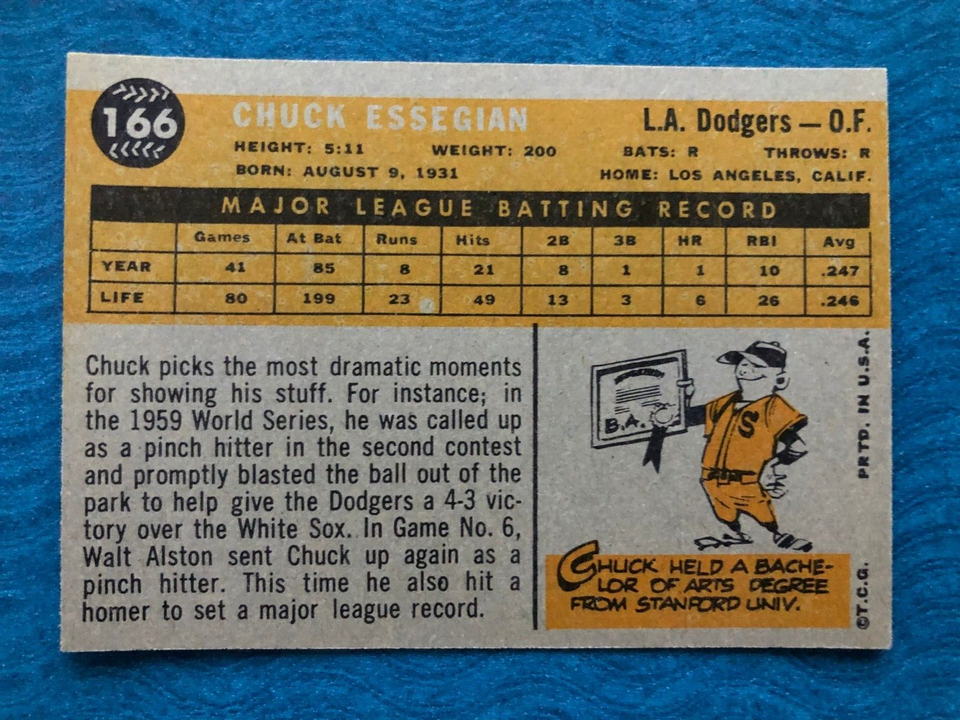 166
CHUCK ESSEGIAN
L.A. Dodgers — O.F.
HEIGHT: 5:11 WEIGHT: 200 BATS: R THROWS: R
BORN: AUGUST 9, 1931 HOME: LOS ANGELES, CALIF.
MAJOR LEAGUE BATTING RECORD
Games At Bat Runs Hits 2B 3B HR RBI Avg
YEAR 41 85 8 21 8 1 1 10 .247
LIFE 80 199 23 49 13 3 6 26 .246
Chuck picks the most dramatic moments
for showing his stuff. For instance; in
the 1959 World Series, he was called up
as a pinch hitter in the second contest
and promptly blasted the ball out of the
park to help give the Dodgers a 4-3 vic-
tory over the White Sox. In Game No. 6,
Walt Alston sent Chuck up again as a
pinch hitter. This time he also hit a
homer to set a major league record.
B.A.
S
CHUCK HELD A BACHE-
LOR OF ARTS DEGREE
FROM STANFORD UNIV.
©T.C.G. PRTD. IN U.S.A.